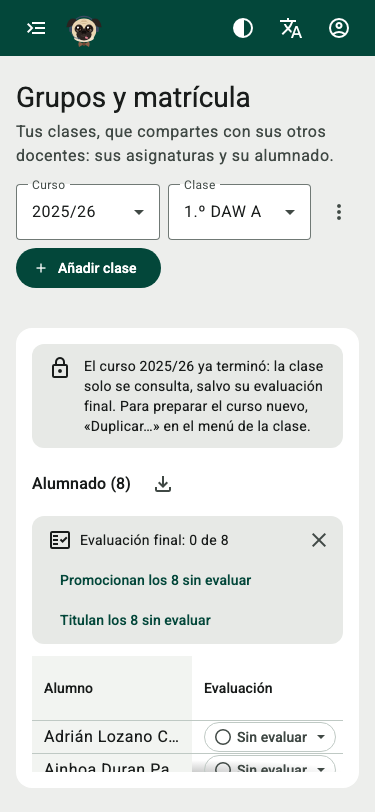 Grupos y matrícula
Tus clases, que compartes con sus otros
docentes: sus asignaturas y su alumnado.
Curso
2025/26
Clase
1.º DAW A
+ Añadir clase
El curso 2025/26 ya terminó: la clase
solo se consulta, salvo su evaluación
final. Para preparar el curso nuevo,
«Duplicar…» en el menú de la clase.
Alumnado (8)
Evaluación final: 0 de 8
Promocionan los 8 sin evaluar
Titulan los 8 sin evaluar
Alumno Evaluación
Adrián Lozano C… Sin evaluar
Ainhoa Duran Pa… Sin evaluar